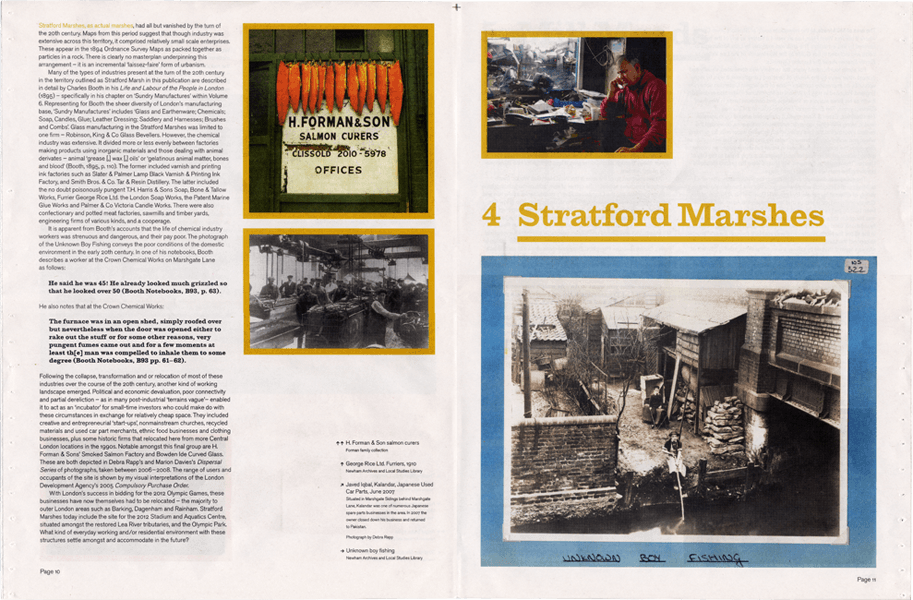 'Stratford Marshes, as actual marshes, had all but vanished by the turn of
the 20th century. Maps from this period suggest that though industry was
extensive across this territory, it comprised relatively small scale enterprises.
These appear in the 1894 Ordnance Survey Maps as packed together as
particles in a rock. There is clearly no masterplan underpinning this
arrangement – it is an incremental 'laissez-faire' form of urbanism.
Many of the types of industries present at the turn of the 20th century
in the territory outlined as Stratford Marsh in this publication are described
in detail by Charles Booth in his Life and Labour of the People in London
(1895) – specifically in his chapter on 'Sundry Manufactures' within Volume
6. Representing for Booth the sheer diversity of London's manufacturing
base, 'Sundry Manufactures' includes 'Glass and Earthenware; Chemicals;
Soap, Candles, Glue; Leather Dressing; Saddlery and Harnesses; Brushes
and Combs'. Glass manufacturing in the Stratford Marshes was limited to
one firm – Robinson, King & Co Glass Bevellers. However, the chemical
industry was extensive. It divided more or less evenly between factories
making products using inorganic materials and those dealing with animal
derivates – animal 'grease [,] wax [,] oils' or 'gelatinous animal matter, bones
and blood' (Booth, 1895, p. 110). The former included varnish and printing
ink factories such as Slater & Palmer Lamp Black Varnish & Printing Ink
Factory, and Smith Bros. & Co. Tar & Resin Distillery. The latter included
the no doubt poisonously pungent T.H. Harris & Sons Soap, Bone & Tallow
Works, Furrier George Rice Ltd. the London Soap Works, the Patent Marine
Glue Works and Palmer & Co Victoria Candle Works. There were also
confectionary and potted meat factories, sawmills and timber yards,
engineering firms of various kinds, and a cooperage.
It is apparent from Booth's accounts that the life of chemical industry
workers was strenuous and dangerous, and their pay poor. The photograph
of the Unknown Boy Fishing conveys the poor conditions of the domestic
environment in the early 20th century. In one of his notebooks, Booth
describes a worker at the Crown Chemical Works on Marshgate Lane
as follows:
He said he was 45! He already looked much grizzled so
that he looked over 50 (Booth Notebooks, B93, p. 63).
He also notes that at the Crown Chemical Works:
The furnace was in an open shed, simply roofed over
but nevertheless when the door was opened either to
rake out the stuff or for some other reasons, very
pungent fumes came out and for a few moments at
least th[e] man was compelled to inhale them to some
degree (Booth Notebooks, B93 pp. 61–62).
Following the collapse, transformation and or relocation of most of these
industries over the course of the 20th century, another kind of working
landscape emerged. Political and economic devaluation, poor connectivity
and partial dereliction – as in many post-industrial 'terrains vague'– enabled
it to act as an 'incubator' for small-time investors who could make do with
these circumstances in exchange for relatively cheap space. They included
creative and entrepreneurial 'start-ups', nonmainstream churches, recycled
materials and used car part merchants, ethnic food businesses and clothing
businesses, plus some historic firms that relocated here from more Central
London locations in the 1990s. Notable amongst this final group are H.
Forman & Sons' Smoked Salmon Factory and Bowden Ide Curved Glass.
These are both depicted in Debra Rapp's and Marion Davies's Dispersal
Series of photographs, taken between 2006–2008. The range of users and
occupants of the site is shown by my visual interpretations of the London
Development Agency's 2005 Compulsory Purchase Order.
With London's success in bidding for the 2012 Olympic Games, these
businesses have now themselves had to be relocated – the majority to
outer London areas such as Barking, Dagenham and Rainham. Stratford
Marshes today include the site for the 2012 Stadium and Aquatics Centre,
situated amongst the restored Lea River tributaries, and the Olympic Park.
What kind of everyday working and/or residential environment with these
structures settle amongst and accommodate in the future?
Page 10
H.FORMAN & SON
SALMON CURERS
CLISSOLD 2010-5978
OFFICES
↑↑ H. Forman & Son salmon curers
Forman family collection
↑ George Rice Ltd. Furriers, 1910
Newham Archives and Local Studies Library
↗ Javed Iqbal, Kalandar, Japanese Used
Car Parts, June 2007
Situated in Marshgate Sidings behind Marshgate
Lane, Kalandar was one of numerous Japanese
spare parts businesses in the area. In 2007 the
owner closed down his business and returned
to Pakistan.
Photograph by Debra Rapp
→ Unknown boy fishing
Newham Archives and Local Studies Library
4 Stratford Marshes
105
322
UNKNOWN BOY FISHING
Page 11